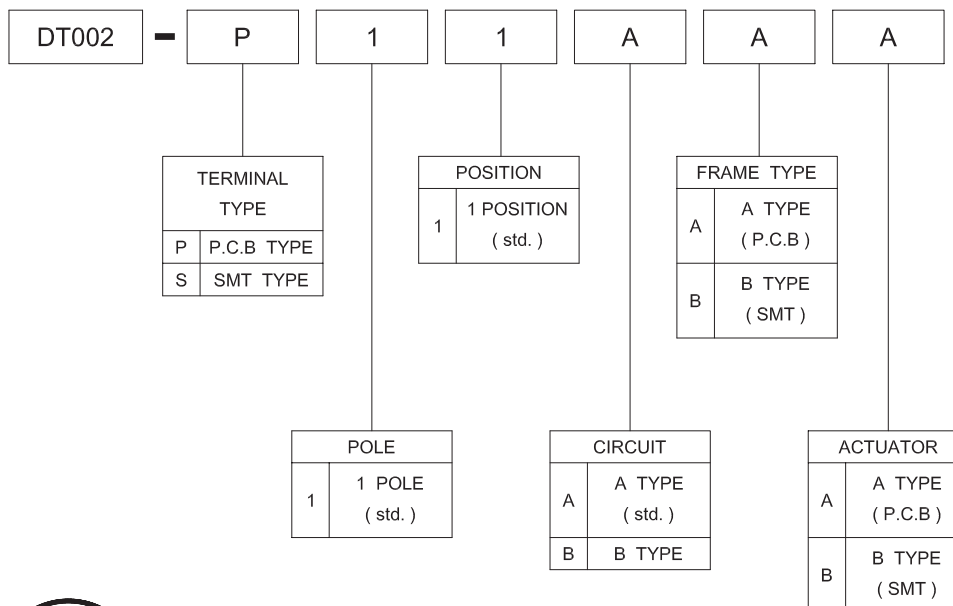 DT002 - P 1 1 A A A
TERMINAL
TYPE
P P.C.B TYPE
S SMT TYPE
POSITION
1 1 POSITION
( std. )
FRAME TYPE
A A TYPE
( P.C.B )
B B TYPE
( SMT )
POLE
1 1 POLE
( std. )
CIRCUIT
A A TYPE
( std. )
B B TYPE
ACTUATOR
A A TYPE
( P.C.B )
B B TYPE
( SMT )